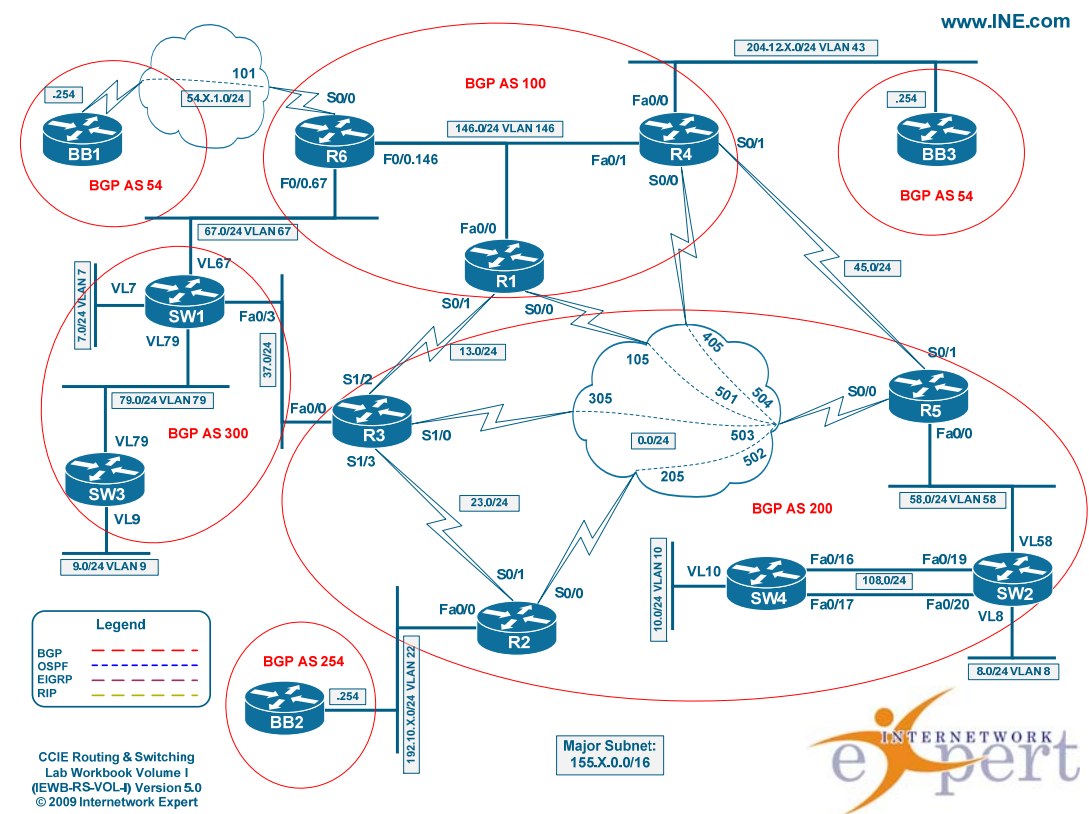 www.INE.com
204.12.X.0/24 VLAN 43
BGP AS 100
101
.254
54.X.1.0/24
S0/0
BB1
BGP AS 54
R6
F0/0.146
F0/0.67
146.0/24 VLAN 146
Fa0/0
Fa0/1
R4
S0/1
S0/0
.254
BB3
BGP AS 54
67.0/24 VLAN 67
Fa0/0
R1
S0/1
S0/0
45.0/24
7.0/24 VLAN 7
VL7
VL67
SW1
Fa0/3
VL79
37.0/24
13.0/24
105
405
501
504
S0/1
S0/0
R5
Fa0/0
79.0/24 VLAN 79
BGP AS 300
S1/2
Fa0/0
R3
S1/0
S1/3
305
0.0/24
503
502
205
VL79
SW3
VL9
9.0/24 VLAN 9
23.0/24
BGP AS 200
58.0/24 VLAN 58
VL58
10.0/24 VLAN 10
VL10
SW4
Fa0/16
Fa0/19
108.0/24
Fa0/17
Fa0/20
SW2
VL8
8.0/24 VLAN 8
S0/1
S0/0
Fa0/0
R2
192.10.X.0/24 VLAN 22
BGP AS 254
.254
BB2
Legend
BGP
OSPF
EIGRP
RIP
Major Subnet:
155.X.0.0/16
CCIE Routing & Switching
Lab Workbook Volume I
(IEWB-RS-VOL-I) Version 5.0
© 2009 Internetwork Expert
INTERNETWORK
eXpert